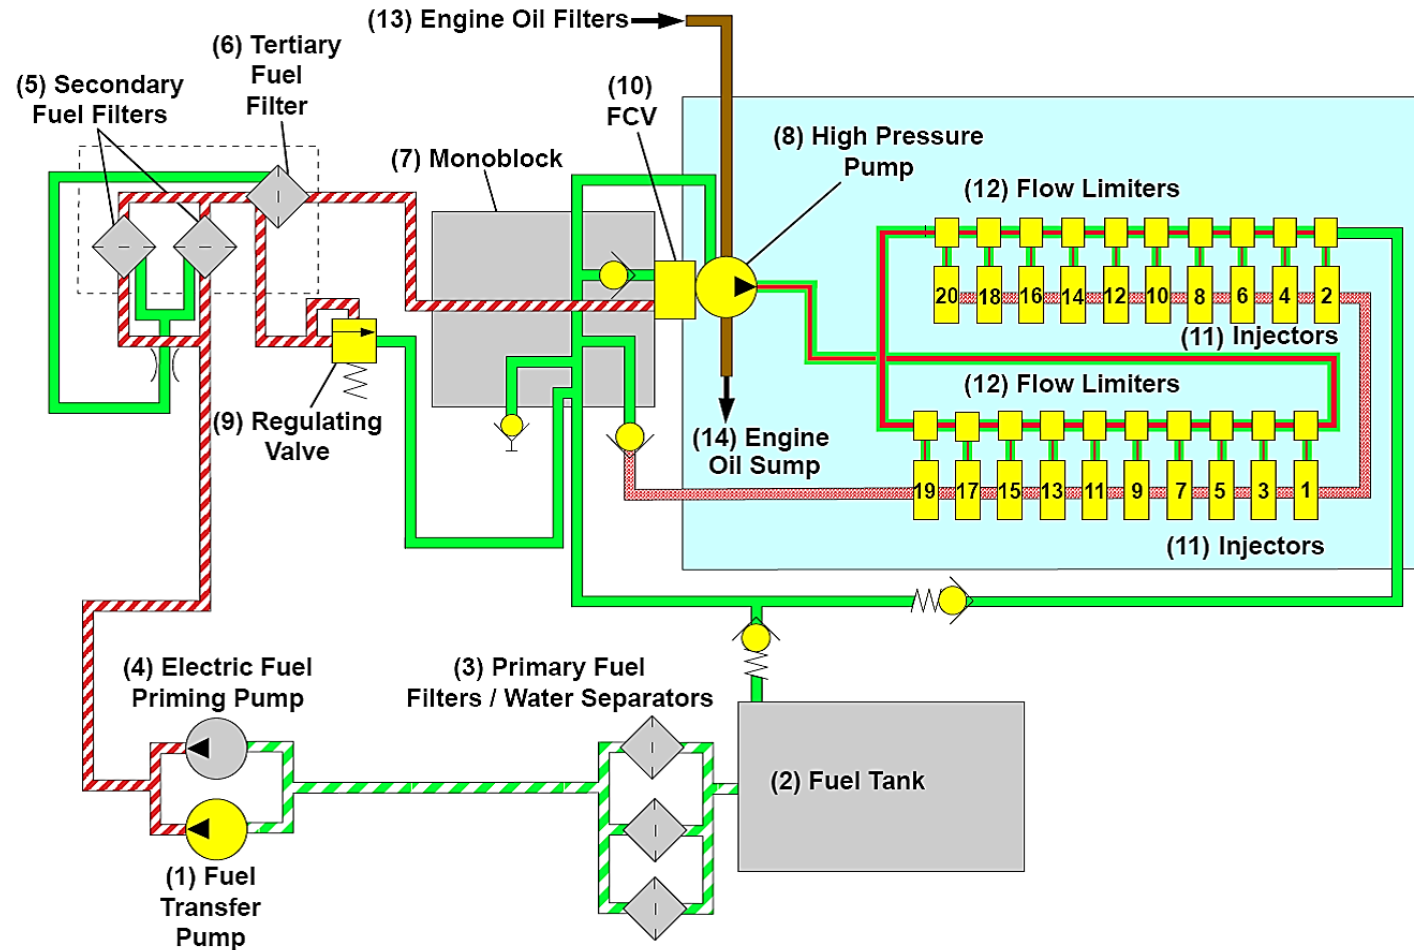 (13) Engine Oil Filters
(6) Tertiary
Fuel
Filter
(5) Secondary
Fuel Filters
(10)
FCV
(7) Monoblock
(8) High Pressure
Pump
(12) Flow Limiters
20 18 16 14 12 10 8 6 4 2
(11) Injectors
(12) Flow Limiters
(9) Regulating
Valve
(14) Engine
Oil Sump
19 17 15 13 11 9 7 5 3 1
(11) Injectors
(4) Electric Fuel
Priming Pump
(3) Primary Fuel
Filters / Water Separators
(2) Fuel Tank
(1) Fuel
Transfer
Pump